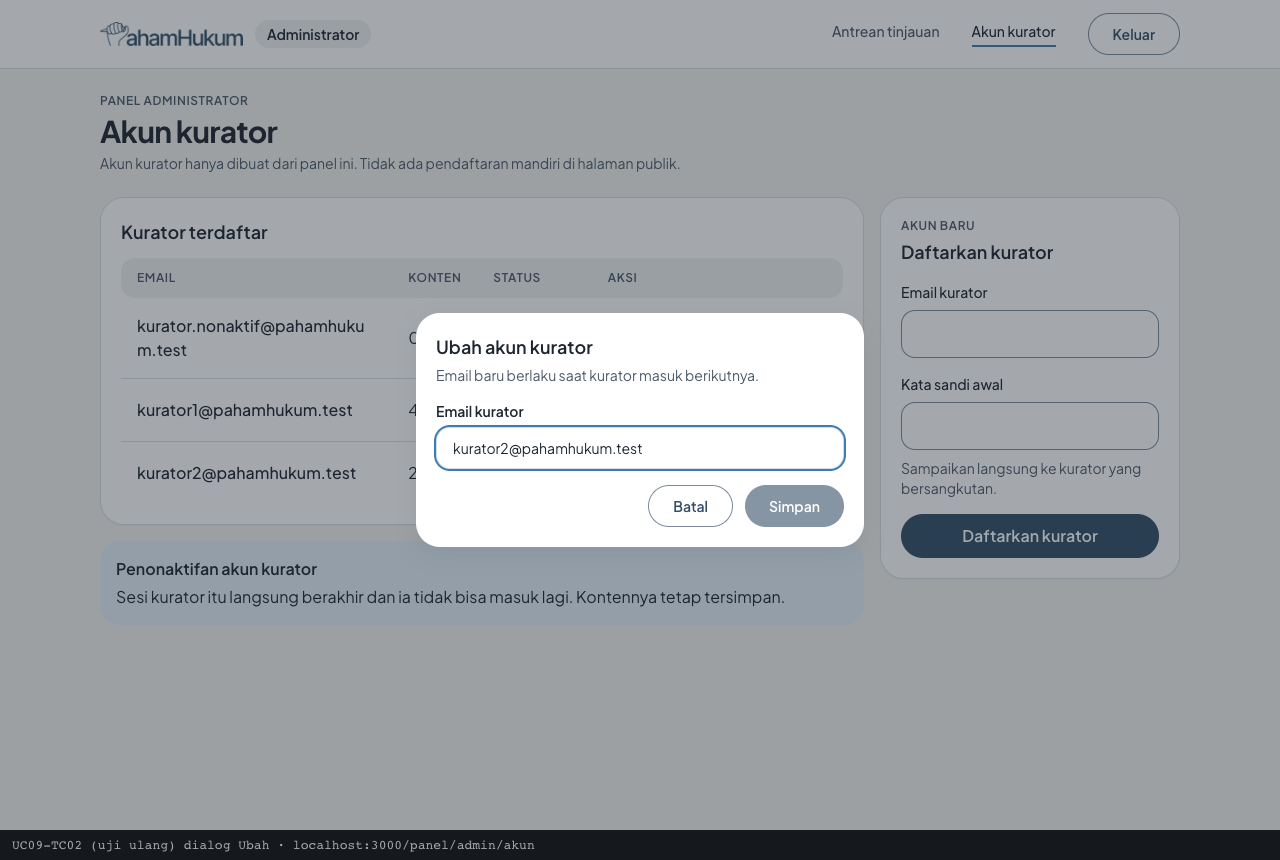 ahamHukum Administrator Antrean tinjauan Akun kurator Keluar
PANEL ADMINISTRATOR
Akun kurator
Akun kurator hanya dibuat dari panel ini. Tidak ada pendaftaran mandiri di halaman publik.
Kurator terdaftar
EMAIL KONTEN STATUS AKSI
kurator.nonaktif@pahamhuku
m.test
0
kurator1@pahamhukum.test 4
kurator2@pahamhukum.test 2
Penonaktifan akun kurator
Sesi kurator itu langsung berakhir dan ia tidak bisa masuk lagi. Kontennya tetap tersimpan.
AKUN BARU
Daftarkan kurator
Email kurator
Kata sandi awal
Sampaikan langsung ke kurator yang
bersangkutan.
Daftarkan kurator
Ubah akun kurator
Email baru berlaku saat kurator masuk berikutnya.
Email kurator
kurator2@pahamhukum.test
Batal Simpan
UC09-TC02 (uji ulang) dialog Ubah · localhost:3000/panel/admin/akun